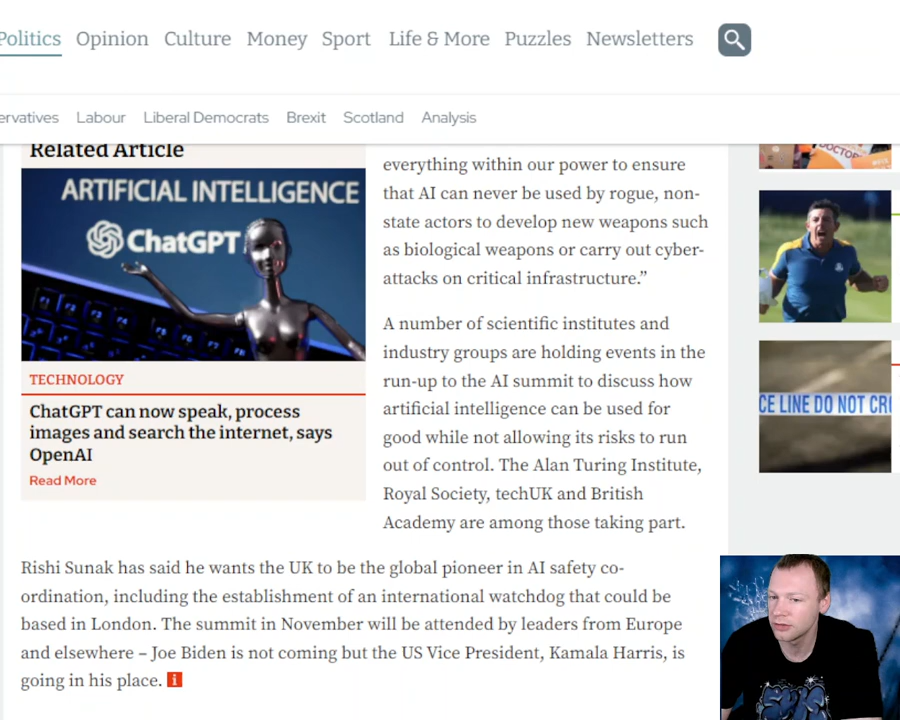 Politics Opinion Culture Money Sport Life & More Puzzles Newsletters
ervatives Labour Liberal Democrats Brexit Scotland Analysis
Related Article
ARTIFICIAL INTELLIGENCE
ChatGPT
TECHNOLOGY
ChatGPT can now speak, process
images and search the internet, says
OpenAI
Read More
everything within our power to ensure
that AI can never be used by rogue, non-
state actors to develop new weapons such
as biological weapons or carry out cyber-
attacks on critical infrastructure.”
A number of scientific institutes and
industry groups are holding events in the
run-up to the AI summit to discuss how
artificial intelligence can be used for
good while not allowing its risks to run
out of control. The Alan Turing Institute,
Royal Society, techUK and British
Academy are among those taking part.
Rishi Sunak has said he wants the UK to be the global pioneer in AI safety co-
ordination, including the establishment of an international watchdog that could be
based in London. The summit in November will be attended by leaders from Europe
and elsewhere – Joe Biden is not coming but the US Vice President, Kamala Harris, is
going in his place. i
DOCTOR
CE LINE DO NOT CR